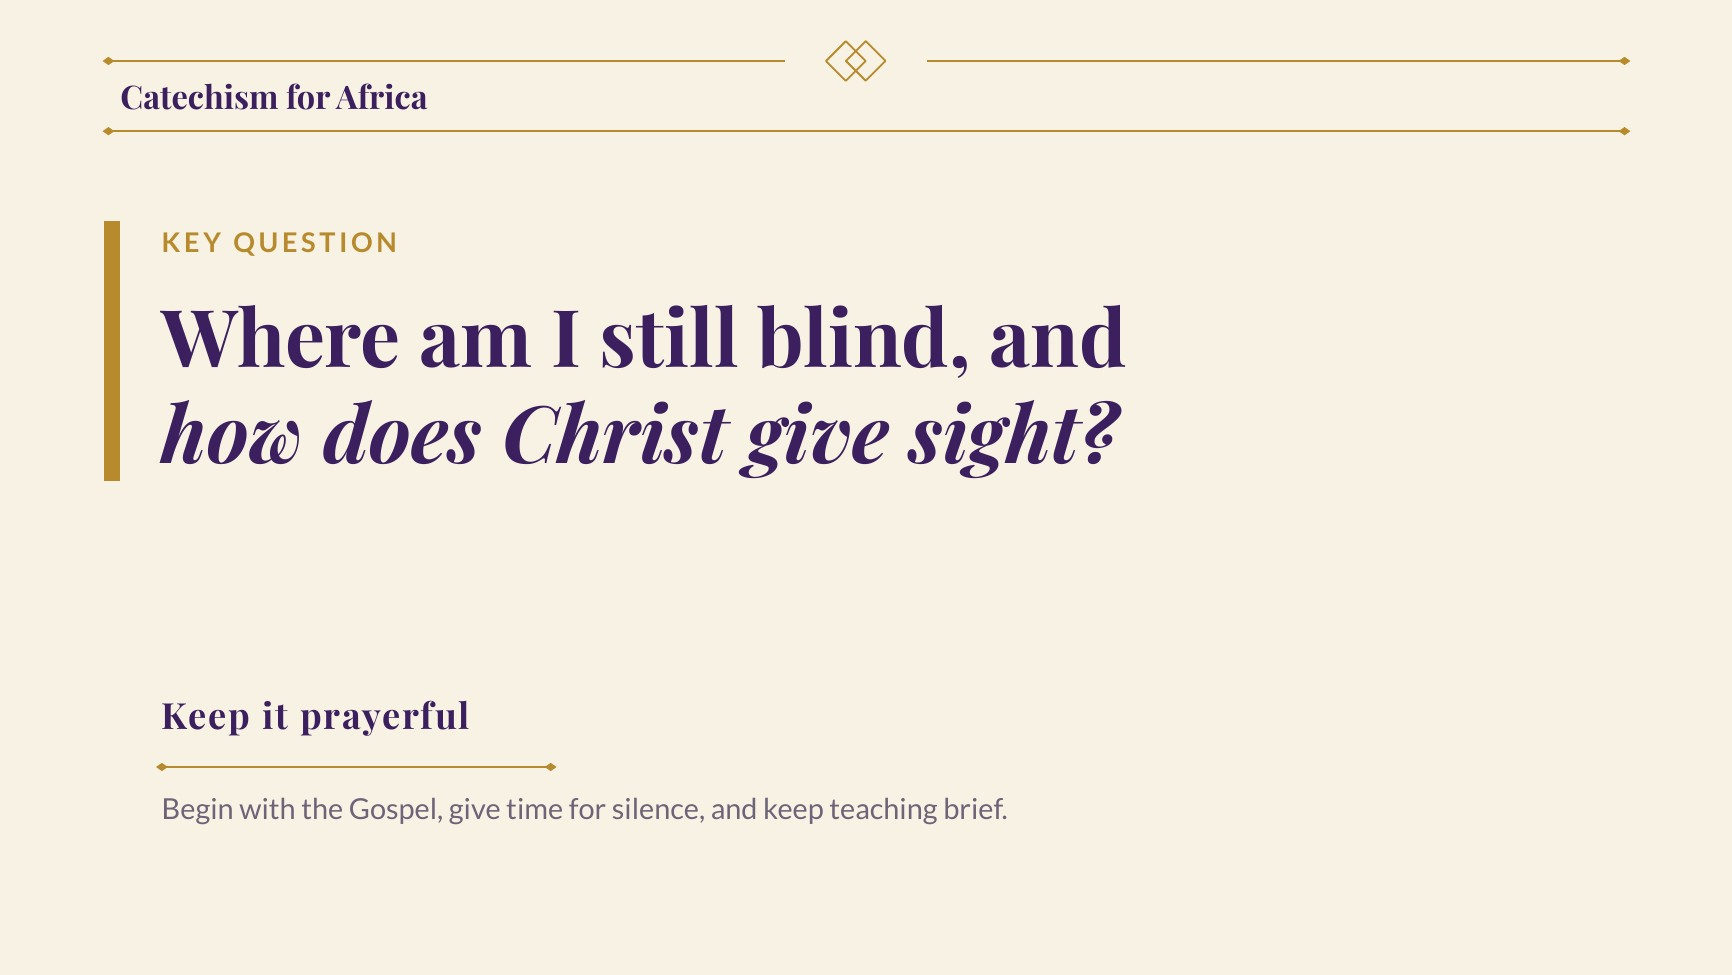 Catechism for Africa
KEY QUESTION
Where am I still blind, and
how does Christ give sight?
Keep it prayerful
Begin with the Gospel, give time for silence, and keep teaching brief.